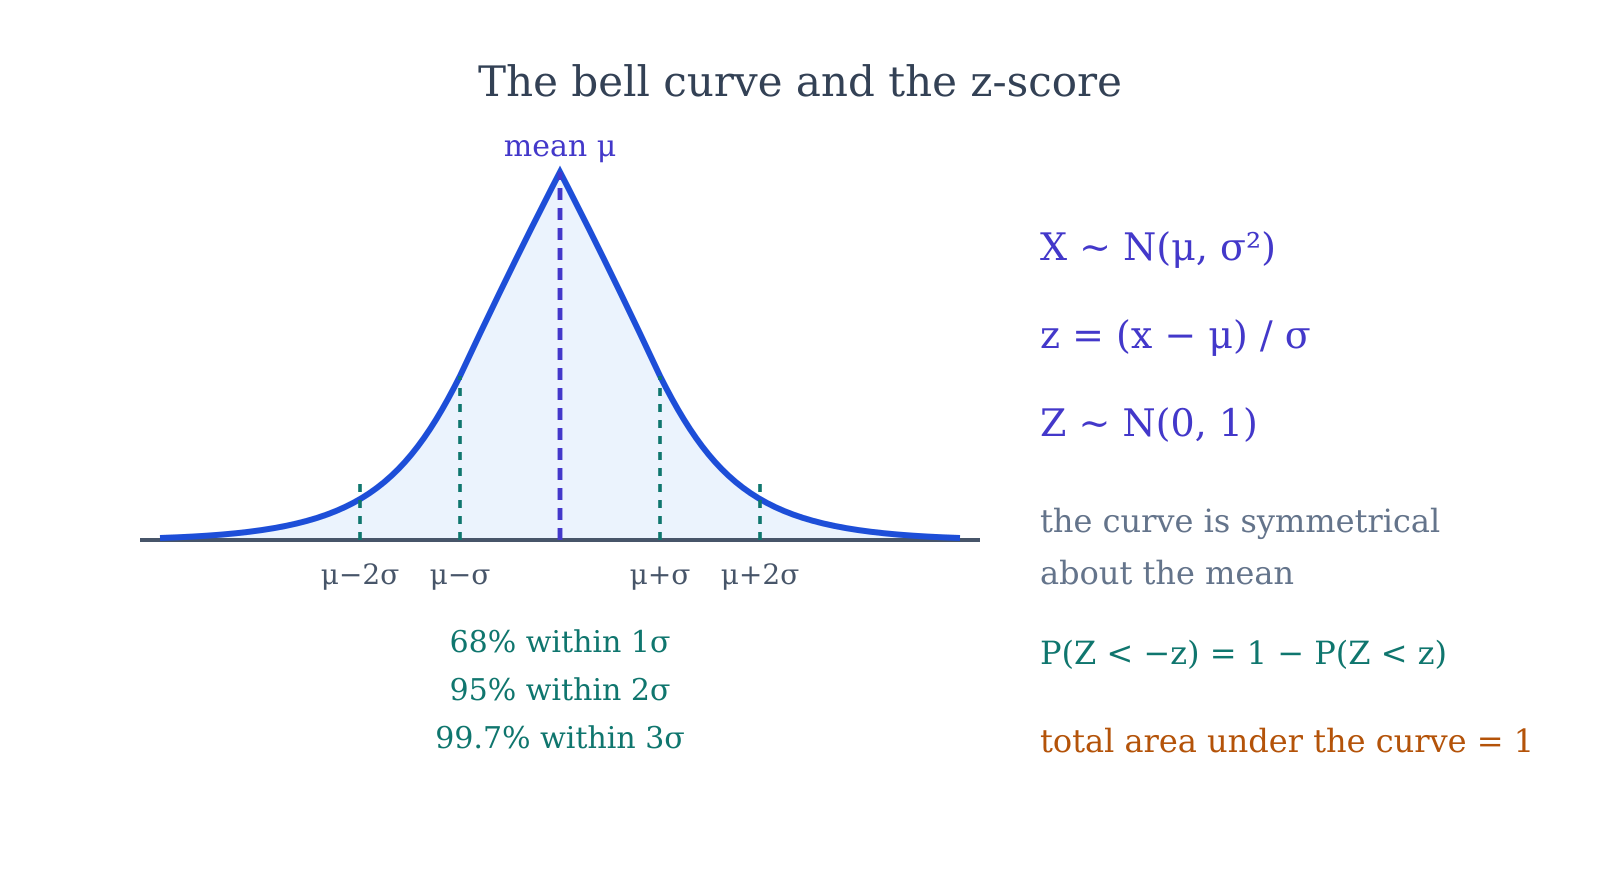 The bell curve and the z-score
mean μ
μ−2σ μ−σ μ+σ μ+2σ
68% within 1σ
95% within 2σ
99.7% within 3σ
X ~ N(μ, σ²)
z = (x − μ) / σ
Z ~ N(0, 1)
the curve is symmetrical
about the mean
P(Z < −z) = 1 − P(Z < z)
total area under the curve = 1